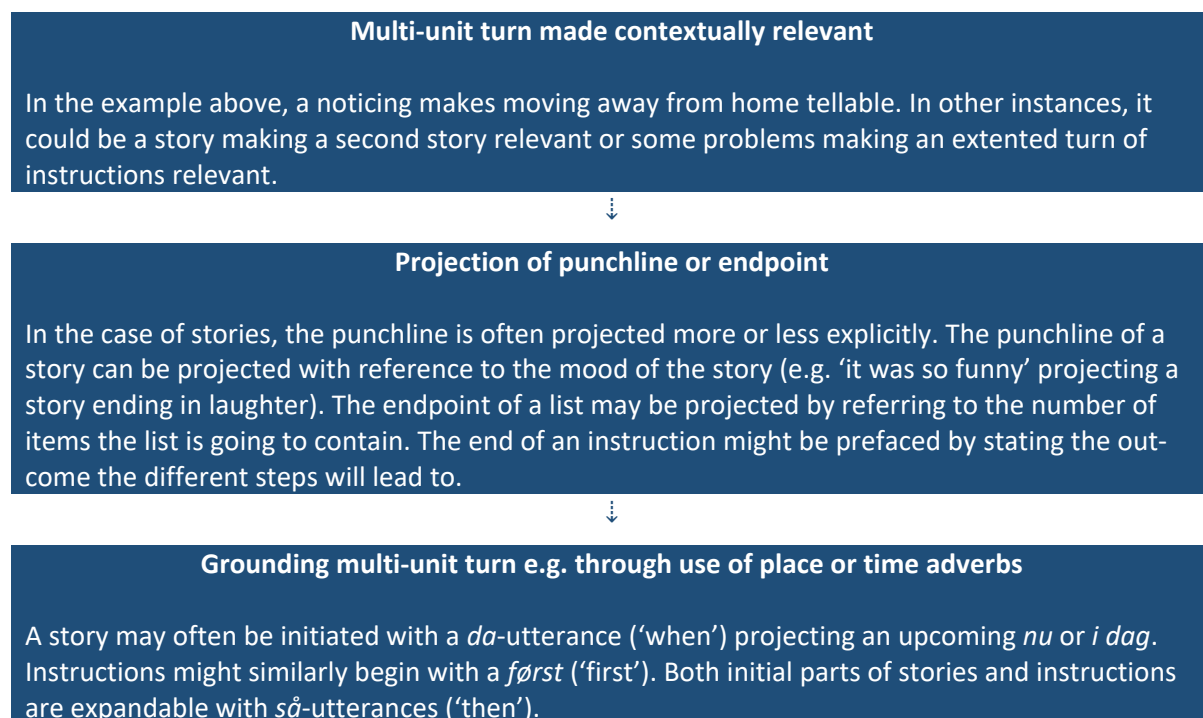 Multi-unit turn made contextually relevant
In the example above, a noticing makes moving away from home tellable. In other instances, it
could be a story making a second story relevant or some problems making an extented turn of
instructions relevant.
⇣
Projection of punchline or endpoint
In the case of stories, the punchline is often projected more or less explicitly. The punchline of a
story can be projected with reference to the mood of the story (e.g. ‘it was so funny’ projecting a
story ending in laughter). The endpoint of a list may be projected by referring to the number of
items the list is going to contain. The end of an instruction might be prefaced by stating the out-
come the different steps will lead to.
⇣
Grounding multi-unit turn e.g. through use of place or time adverbs
A story may often be initiated with a da-utterance (‘when’) projecting an upcoming nu or i dag.
Instructions might similarly begin with a først (‘first’). Both initial parts of stories and instructions
are expandable with så-utterances (‘then’).